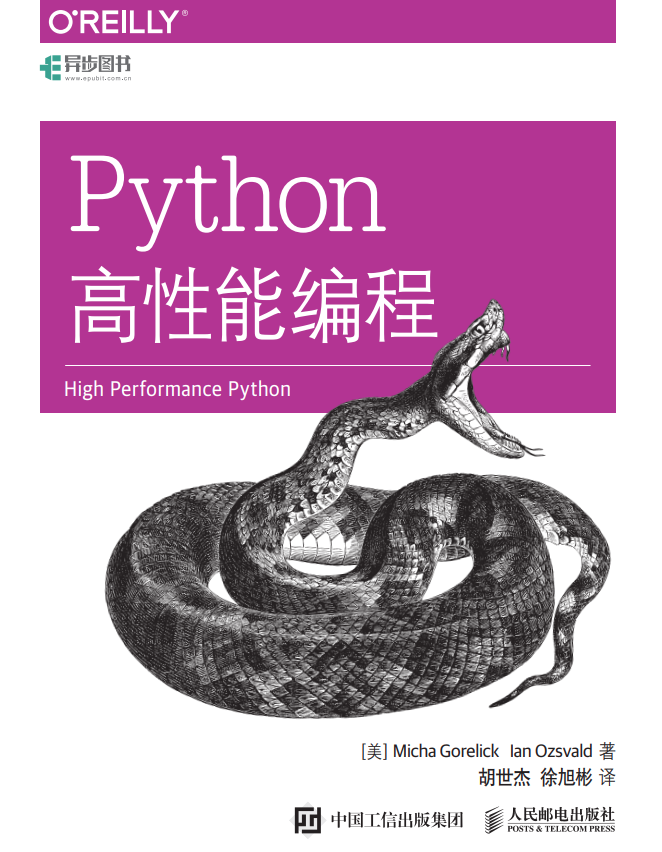 O'REILLY®
异步图书
www.epubit.com.cn
Python
高性能编程
High Performance Python
[美] Micha Gorelick Ian Ozsvald 著
胡世杰 徐旭彬 译
中国工信出版集团 人民邮电出版社
POSTS & TELECOM PRESS